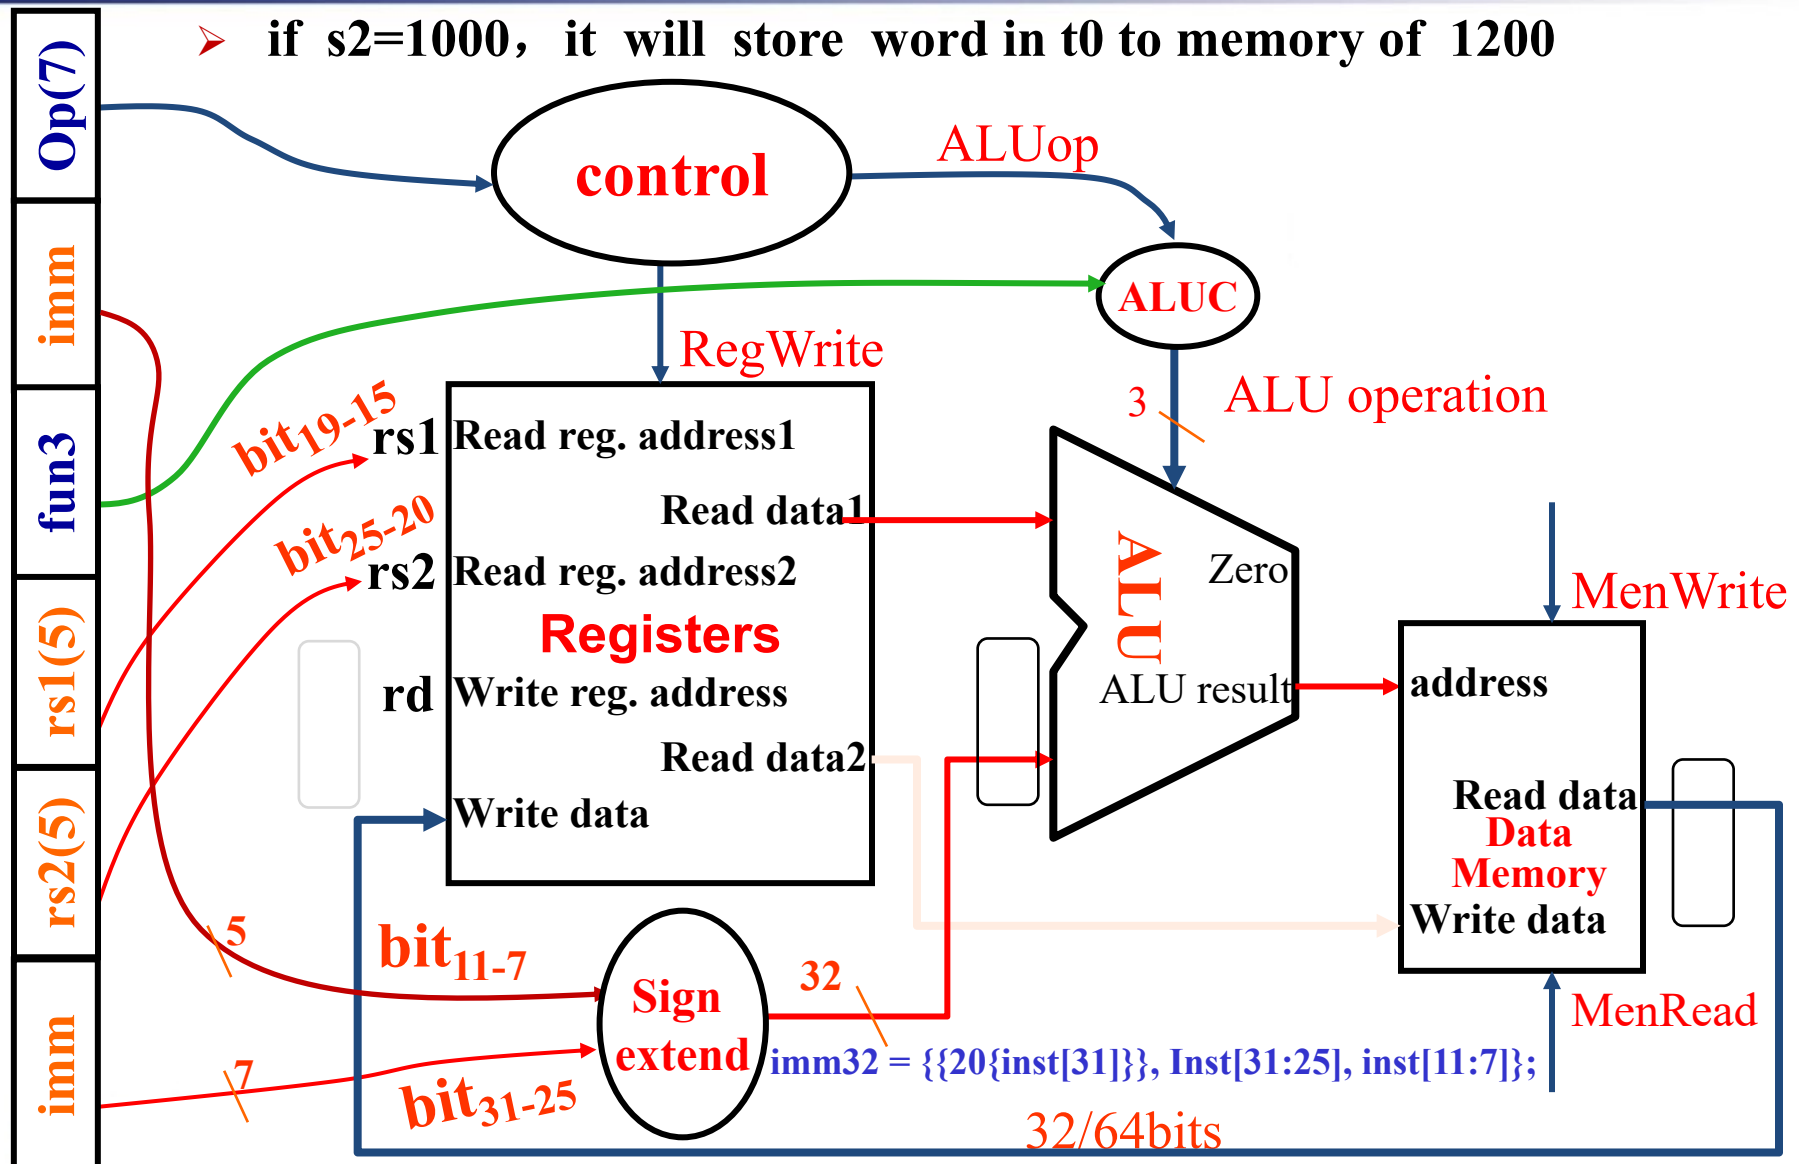 ➢ if s2=1000, it will store word in t0 to memory of 1200
Op(7)
imm
fun3
rs1(5)
rs2(5)
imm
control
ALUop
ALUC
RegWrite
3
ALU operation
bit19-15
rs1
Read reg. address1
Read data1
bit25-20
rs2
Read reg. address2
Registers
rd
Write reg. address
Read data2
Write data
ALU
Zero
ALU result
MenWrite
address
Read data
Data
Memory
Write data
MenRead
5
bit11-7
7
bit31-25
Sign
extend
32
imm32 = {{20{inst[31]}}, Inst[31:25], inst[11:7]};
32/64bits